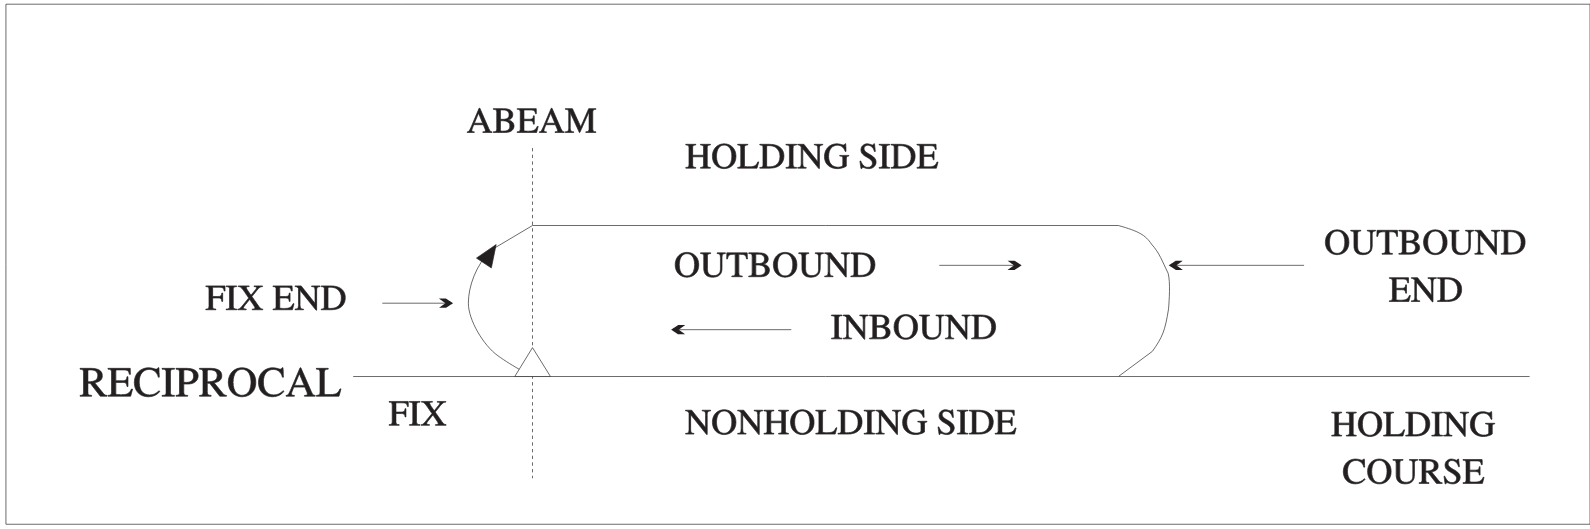 ABEAM
HOLDING SIDE
OUTBOUND
OUTBOUND
END
FIX END
INBOUND
RECIPROCAL
FIX
NONHOLDING SIDE
HOLDING
COURSE